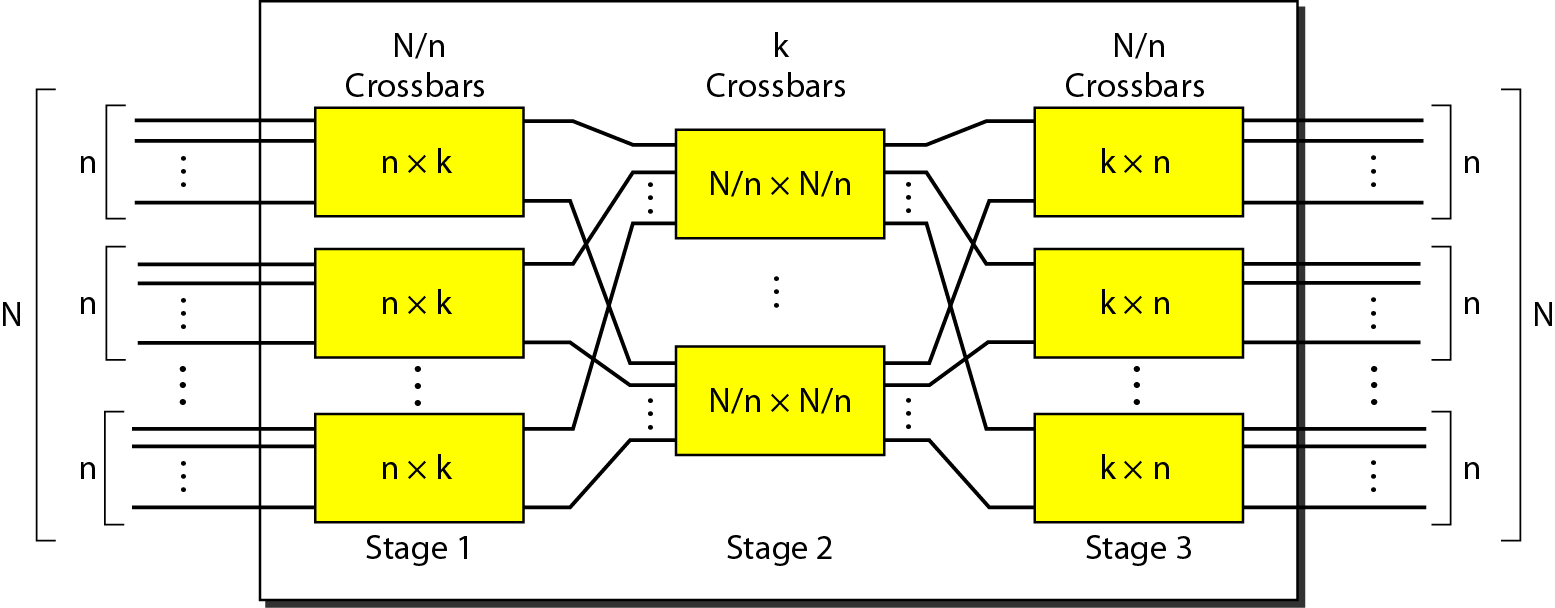 N/n
Crossbars
k
Crossbars
N/n
Crossbars
n
n × k
N/n × N/n
k × n
n
N
n
n × k
k × n
n
N
N/n × N/n
n
n × k
k × n
n
Stage 1
Stage 2
Stage 3